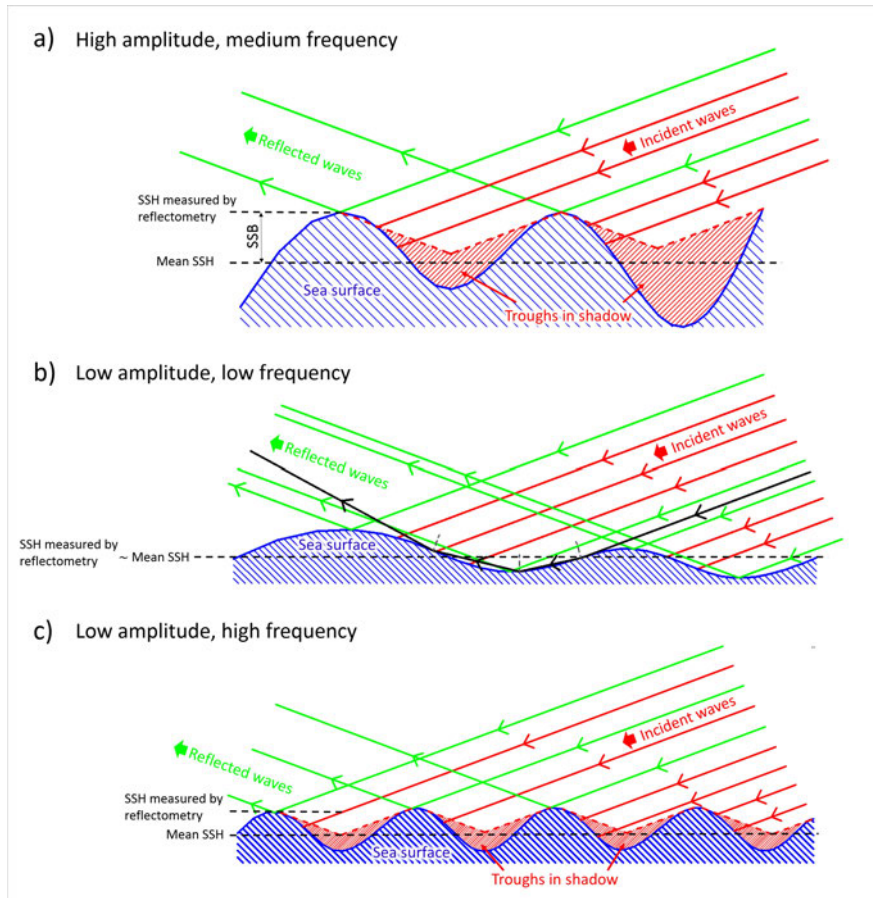 a) High amplitude, medium frequency
Incident waves
Reflected waves
SSH measured by
reflectometry
SSB
Mean SSH
Sea surface
Troughs in shadow
b) Low amplitude, low frequency
Incident waves
Reflected waves
Sea surface
SSH measured by
reflectometry ~ Mean SSH
c) Low amplitude, high frequency
Incident waves
Reflected waves
SSH measured by
reflectometry
Mean SSH
Sea surface
Troughs in shadow